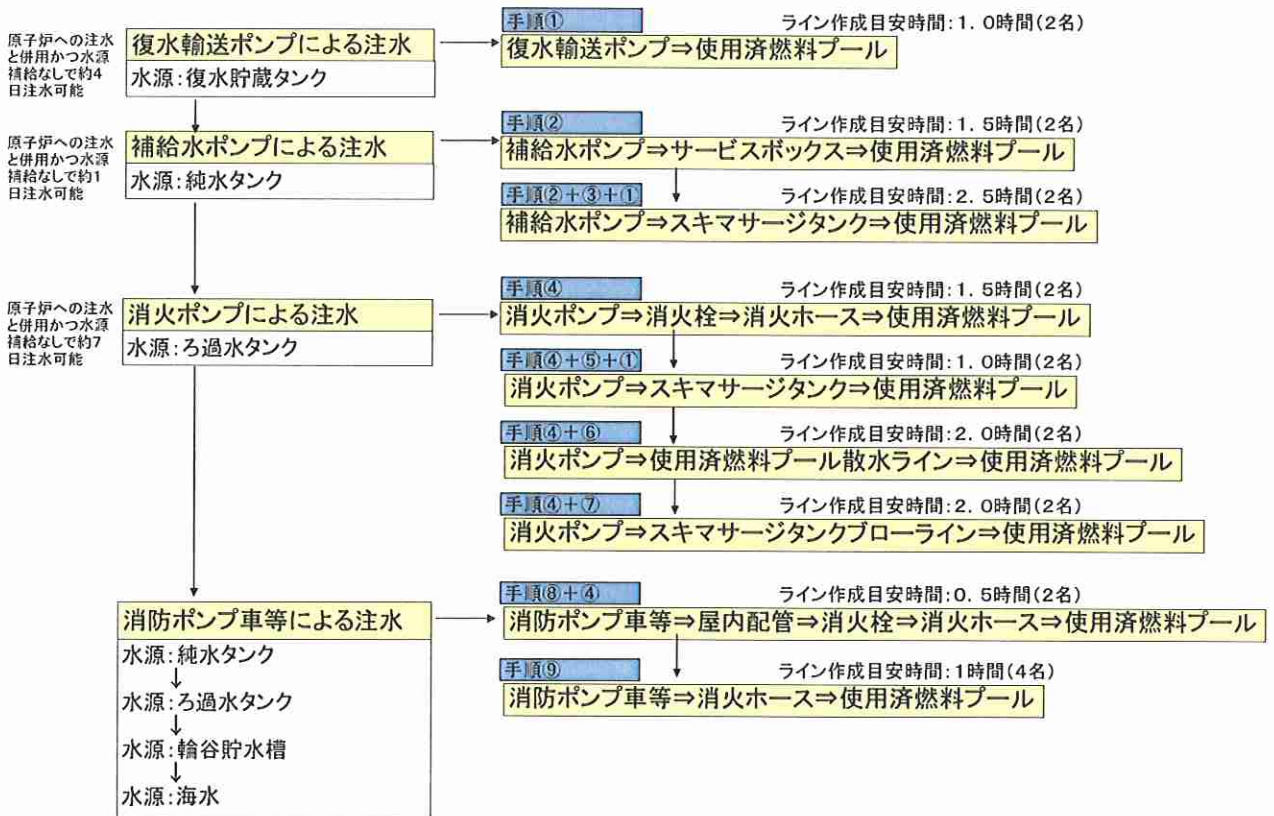 原子炉への注水
と併用かつ水源
補給なしで約4
日注水可能
復水輸送ポンプによる注水
水源:復水貯蔵タンク
手順①
ライン作成目安時間:1.0時間(2名)
復水輸送ポンプ⇒使用済燃料プール
原子炉への注水
と併用かつ水源
補給なしで約1
日注水可能
補給水ポンプによる注水
水源:純水タンク
手順②
ライン作成目安時間:1.5時間(2名)
補給水ポンプ⇒サービスボックス⇒使用済燃料プール
手順②+③+①
ライン作成目安時間:2.5時間(2名)
補給水ポンプ⇒スキマサージタンク⇒使用済燃料プール
原子炉への注水
と併用かつ水源
補給なしで約7
日注水可能
消火ポンプによる注水
水源:ろ過水タンク
手順④
ライン作成目安時間:1.5時間(2名)
消火ポンプ⇒消火栓⇒消火ホース⇒使用済燃料プール
手順④+⑤+①
ライン作成目安時間:1.0時間(2名)
消火ポンプ⇒スキマサージタンク⇒使用済燃料プール
手順④+⑥
ライン作成目安時間:2.0時間(2名)
消火ポンプ⇒使用済燃料プール散水ライン⇒使用済燃料プール
手順④+⑦
ライン作成目安時間:2.0時間(2名)
消火ポンプ⇒スキマサージタンクブローライン⇒使用済燃料プール
消防ポンプ車等による注水
水源:純水タンク
↓
水源:ろ過水タンク
↓
水源:輪谷貯水槽
↓
水源:海水
手順⑧+④
ライン作成目安時間:0.5時間(2名)
消防ポンプ車等⇒屋内配管⇒消火栓⇒消火ホース⇒使用済燃料プール
手順⑨
ライン作成目安時間:1時間(4名)
消防ポンプ車等⇒消火ホース⇒使用済燃料プール